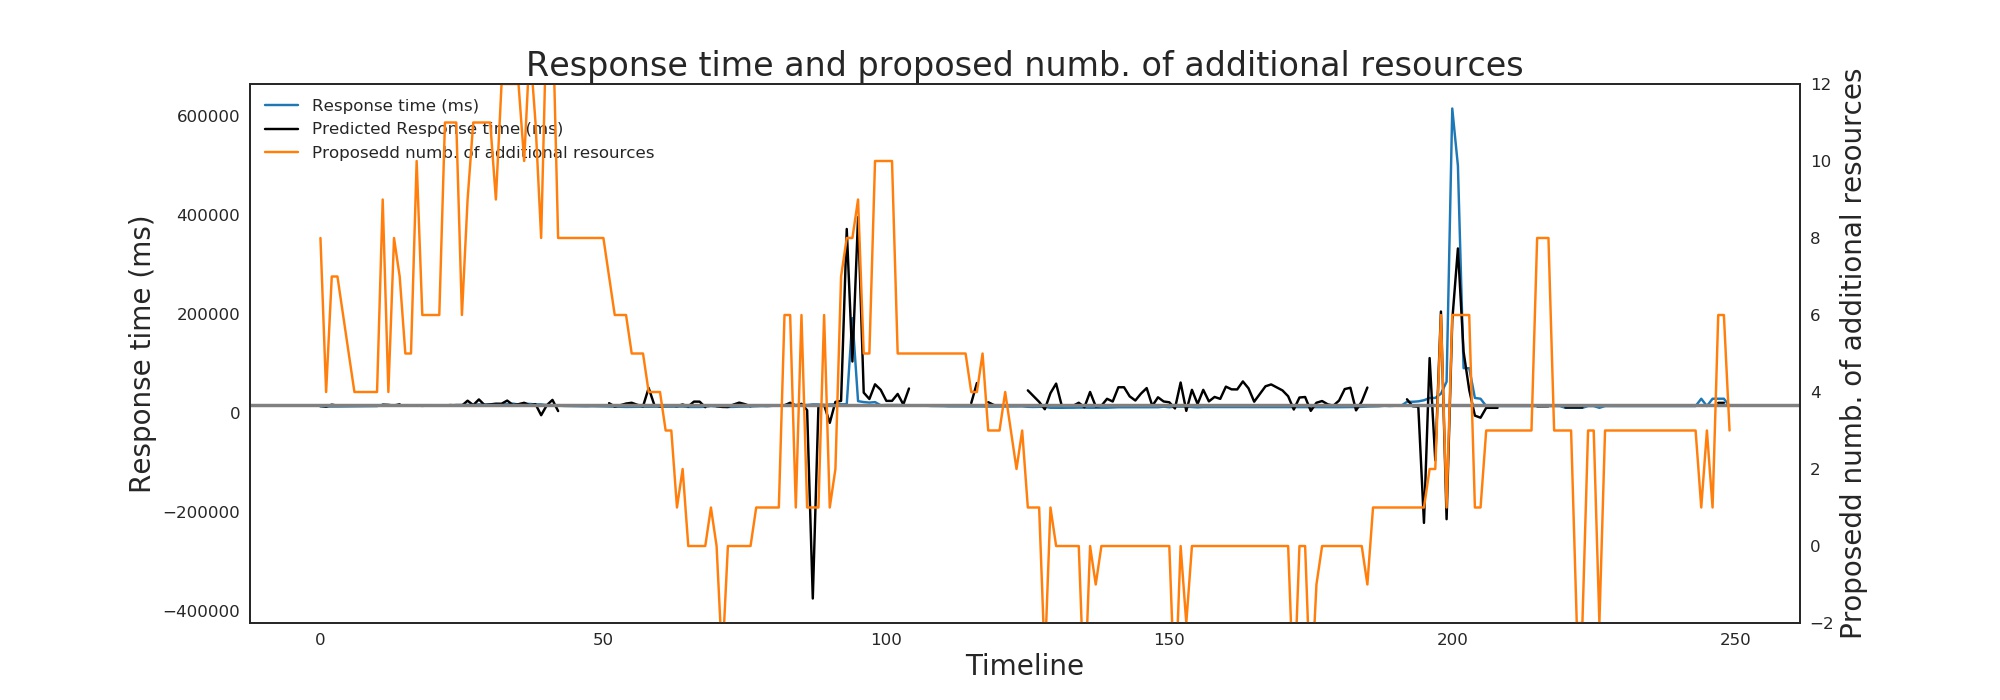 Response time and proposed numb. of additional resources
Response time (ms)
Predicted Response time (ms)
Proposedd numb. of additional resources
Response time (ms)
600000
400000
200000
0
−200000
−400000
12
10
8
6
4
2
0
−2
Proposedd numb. of additional resources
0
50
100
150
200
250
Timeline